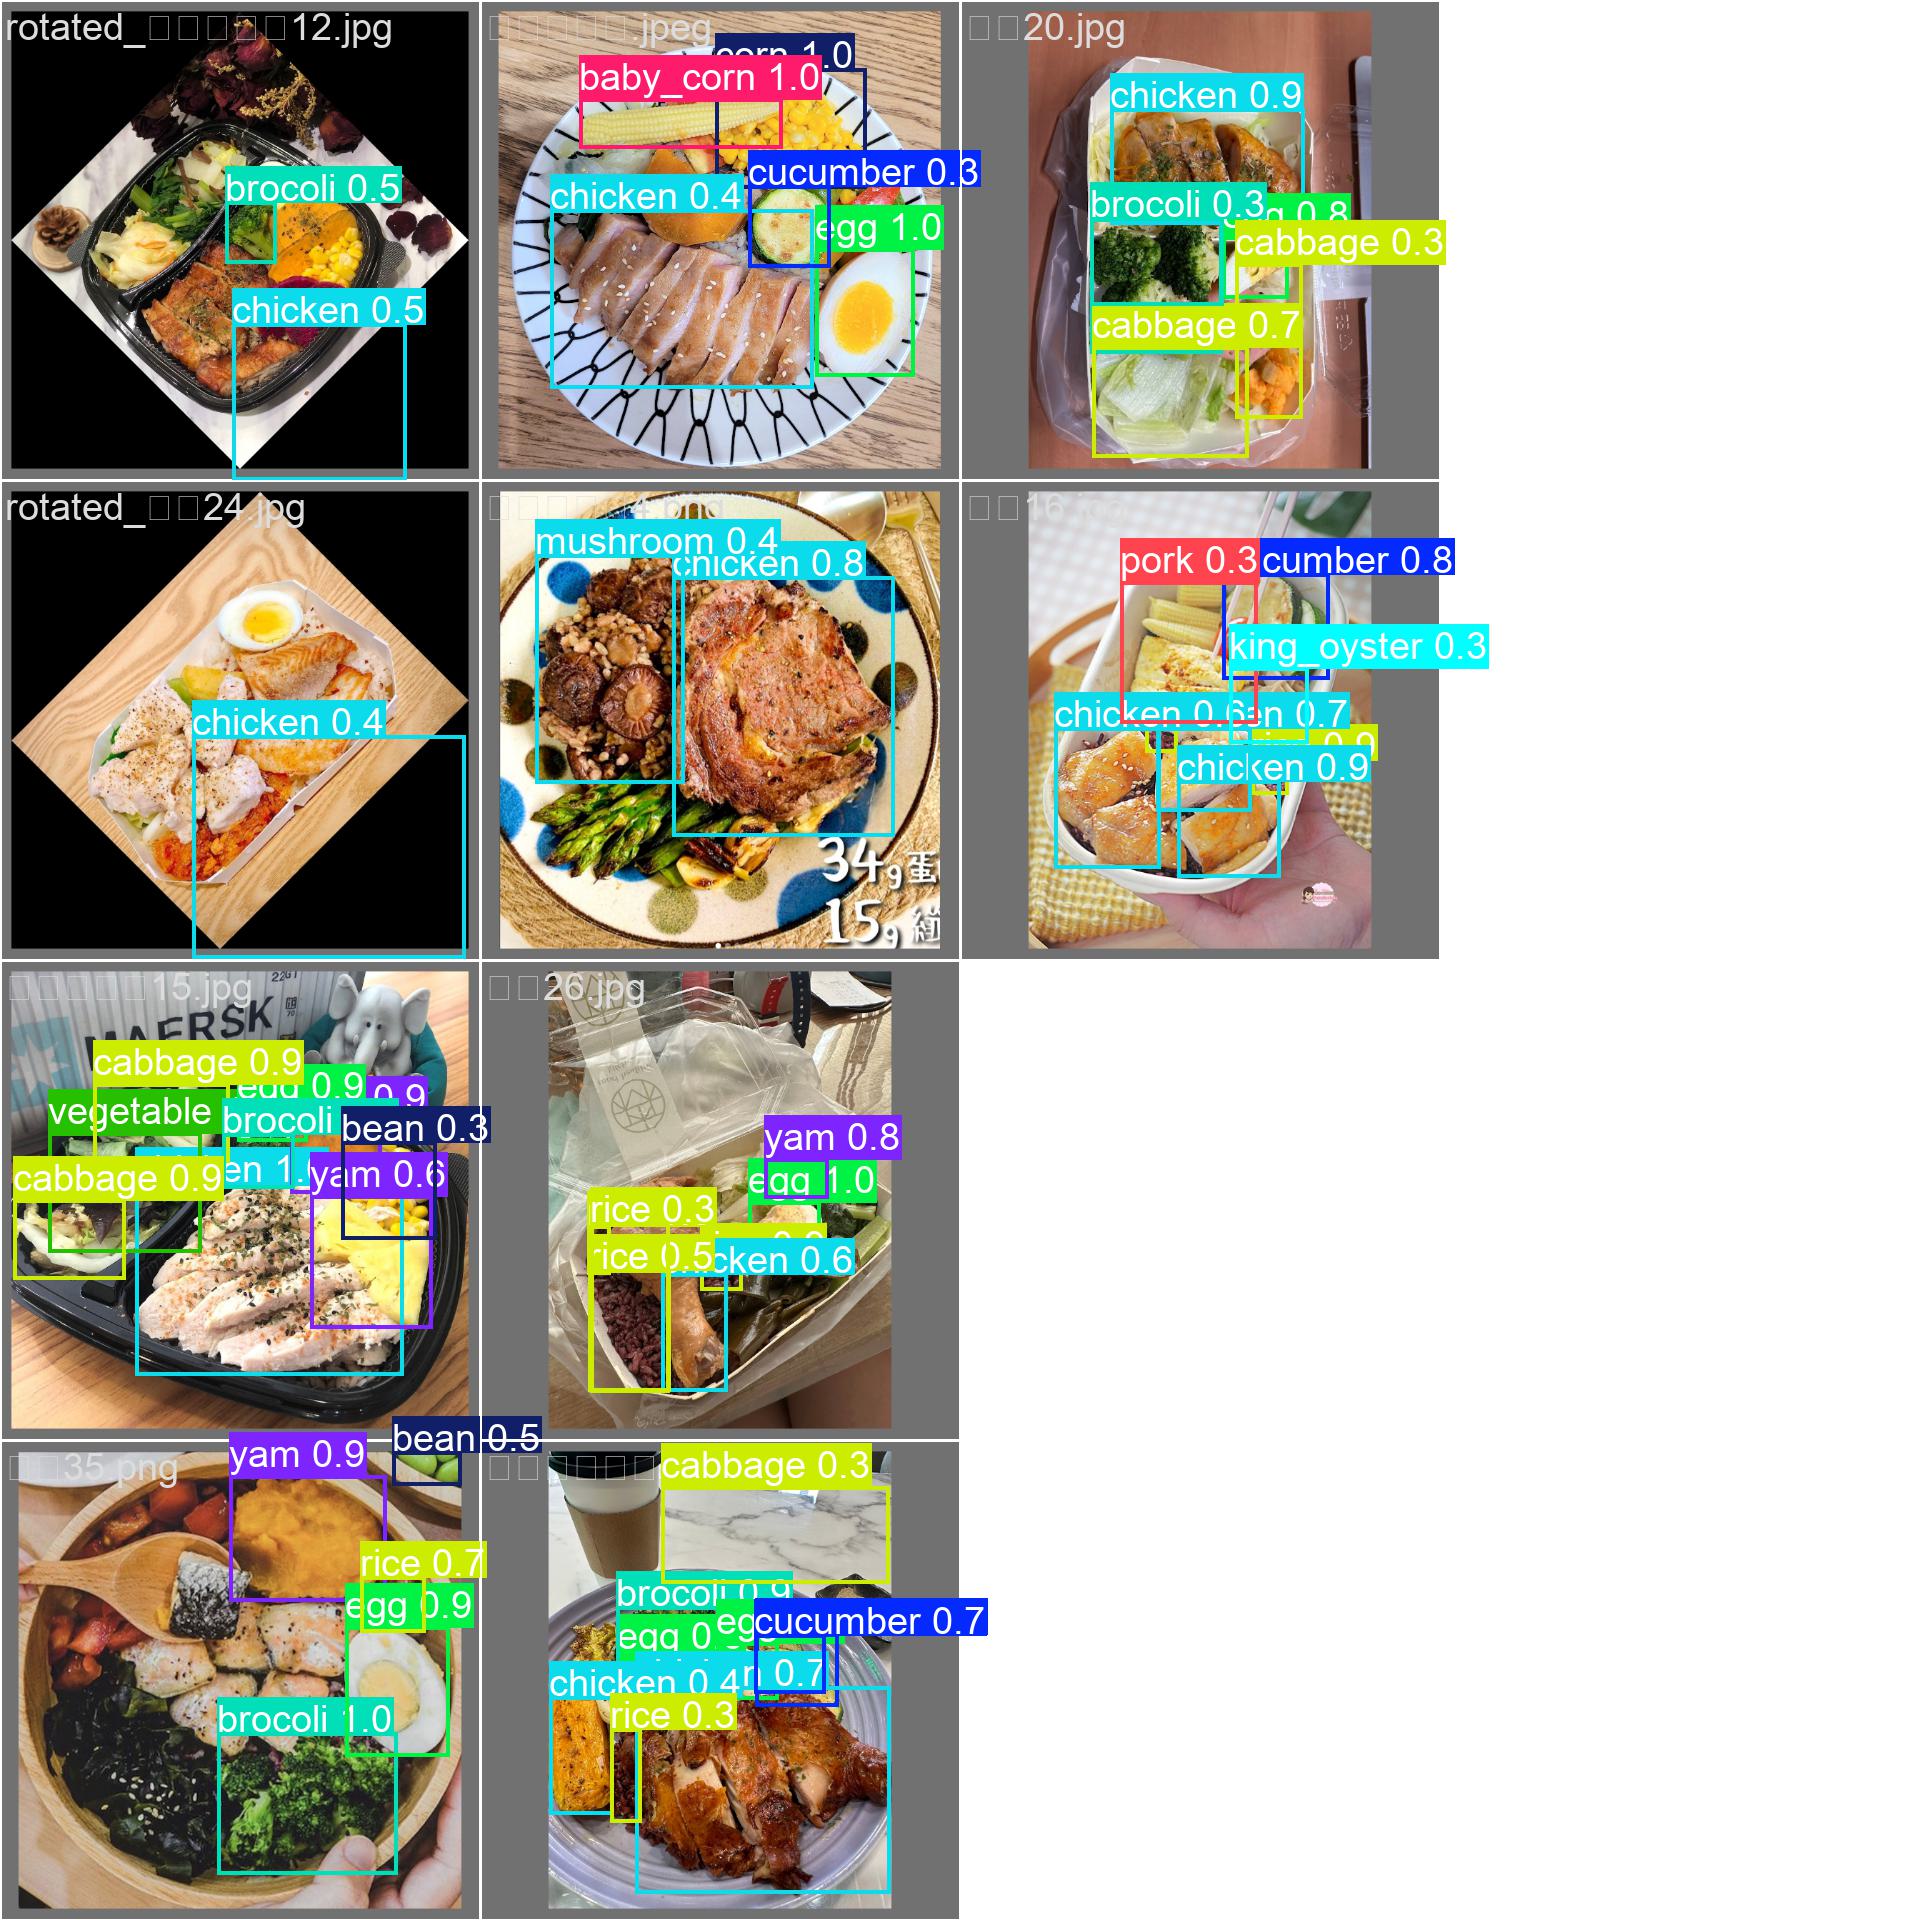 rotated_□□□□□12.jpg
brocoli 0.5
chicken 0.5
□□□□□.jpeg
corn 1.0
baby_corn 1.0
cucumber 0.3
chicken 0.4
egg 1.0
□□20.jpg
chicken 0.9
brocoli 0.3
0.8
cabbage 0.3
cabbage 0.7
rotated_□□24.jpg
chicken 0.4
4.png
mushroom 0.4
chicken 0.8
34g蛋
15g
□□16.jpg
pork 0.3
cumber 0.8
king_oyster 0.3
chicken 0.6
en 0.7
chicken 0.9
□□□□□15.jpg
MAERSK
22G1
cabbage 0.9
egg 0.9
0.9
vegetable
brocoli
bean 0.3
en 1.
yam 0.6
cabbage 0.9
□□26.jpg
yam 0.8
egg 1.0
rice 0.3
rice 0.5
cken 0.6
□□35.png
yam 0.9
bean 0.5
rice 0.7
egg 0.9
brocoli 1.0
cabbage 0.3
brocoli 0.9
egg 0.
eg
cucumber 0.7
chicken 0.4
n 0.7
rice 0.3